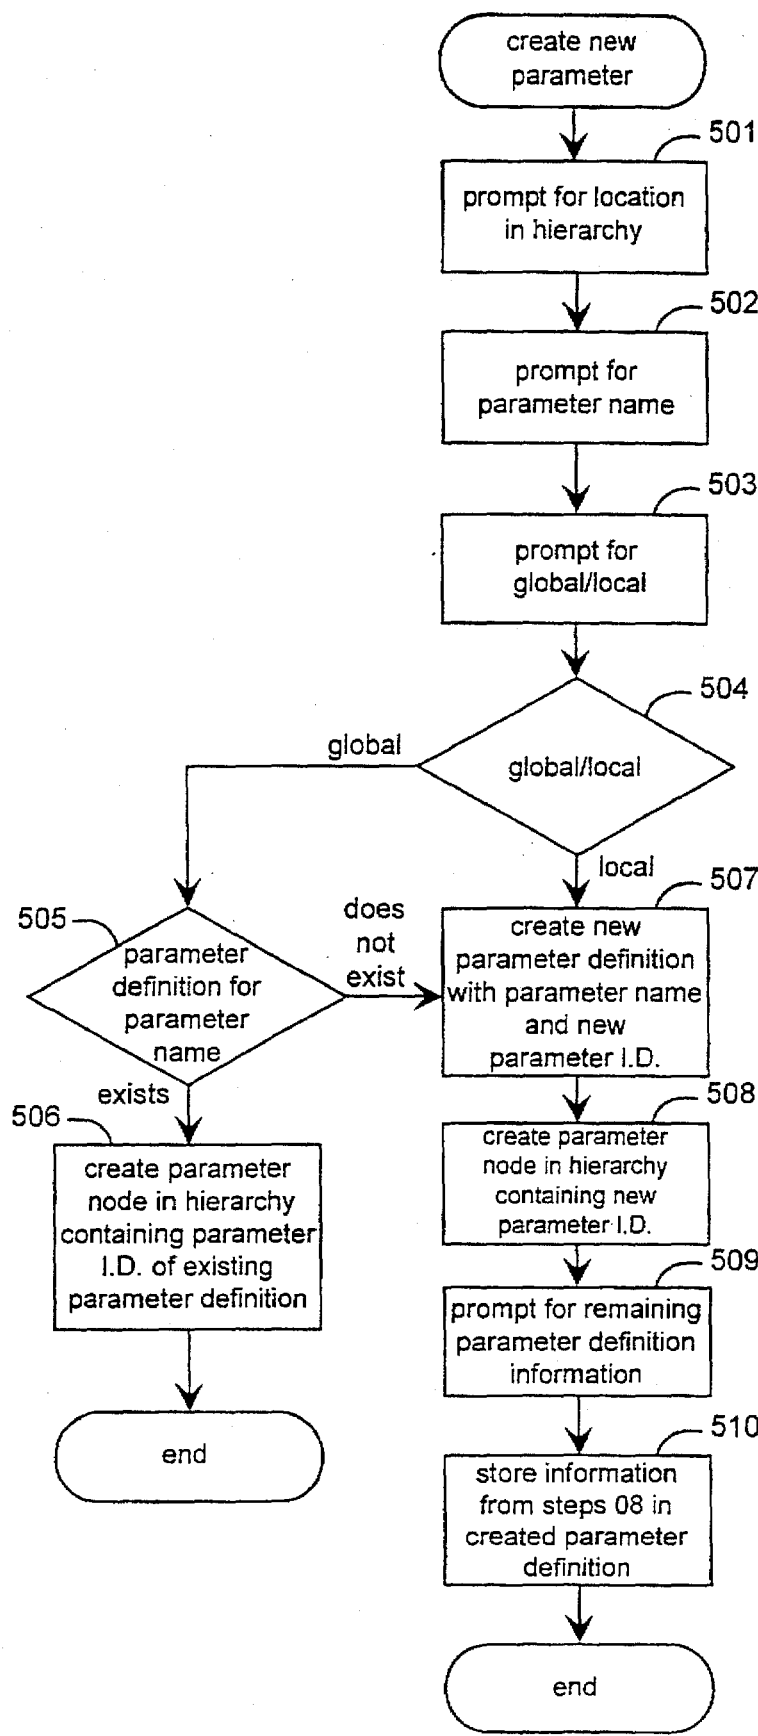 create new
parameter
501
prompt for location
in hierarchy
502
prompt for
parameter name
503
prompt for
global/local
504
global/local
global
local
505
parameter
definition for
parameter
name
does
not
exist
exists
506
create parameter
node in hierarchy
containing parameter
I.D. of existing
parameter definition
end
507
create new
parameter definition
with parameter name
and new
parameter I.D.
508
create parameter
node in hierarchy
containing new
parameter I.D.
509
prompt for remaining
parameter definition
information
510
store information
from steps 08 in
created parameter
definition
end